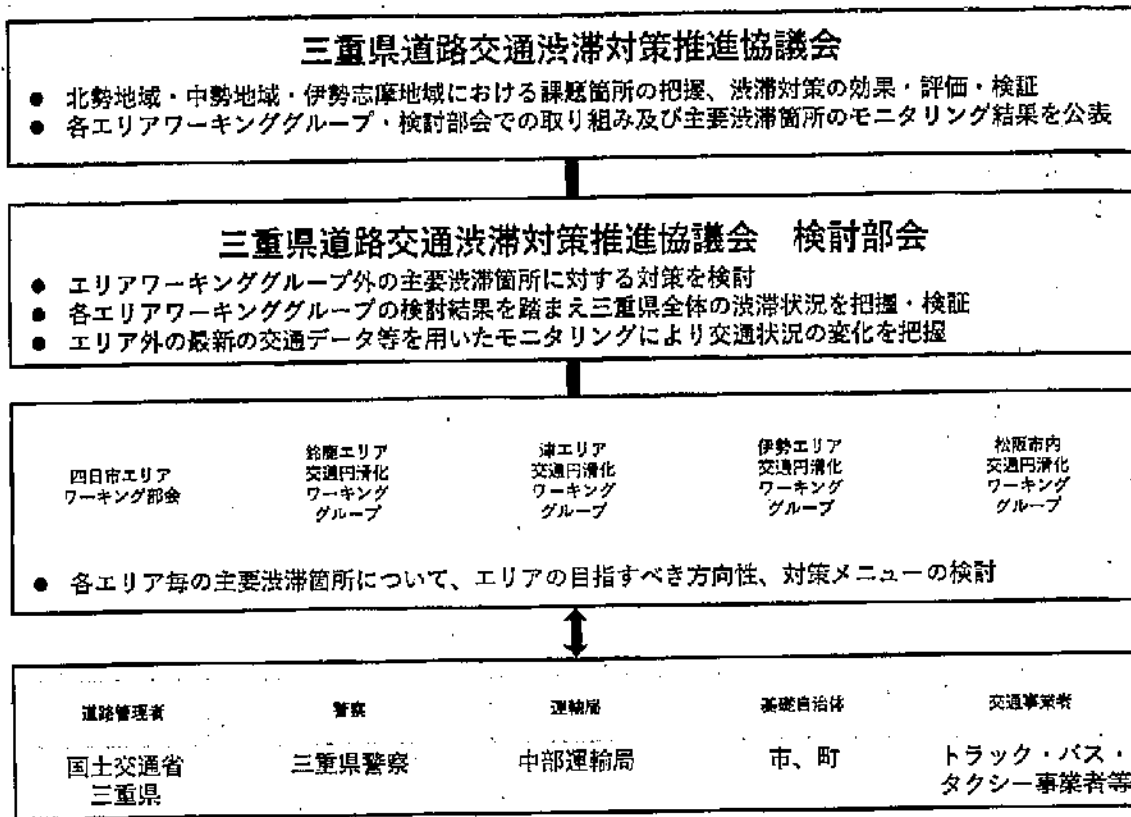 三重県道路交通渋滞対策推進協議会
● 北勢地域・中勢地域・伊勢志摩地域における課題箇所の把握、渋滞対策の効果・評価・検証
● 各エリアワーキンググループ・検討部会での取り組み及び主要渋滞箇所のモニタリング結果を公表
三重県道路交通渋滞対策推進協議会　検討部会
● エリアワーキンググループ外の主要渋滞箇所に対する対策を検討
● 各エリアワーキンググループの検討結果を踏まえ三重県全体の渋滞状況を把握・検証
● エリア外の最新の交通データ等を用いたモニタリングにより交通状況の変化を把握
四日市エリア
ワーキング部会
鈴鹿エリア
交通円滑化
ワーキング
グループ
津エリア
交通円滑化
ワーキング
グループ
伊勢エリア
交通円滑化
ワーキング
グループ
松阪市内
交通円滑化
ワーキング
グループ
● 各エリア毎の主要渋滞箇所について、エリアの目指すべき方向性、対策メニューの検討
道路管理者
国土交通省
三重県
警察
三重県警察
運輸局
中部運輸局
基礎自治体
市、町
交通事業者
トラック・バス・
タクシー事業者等